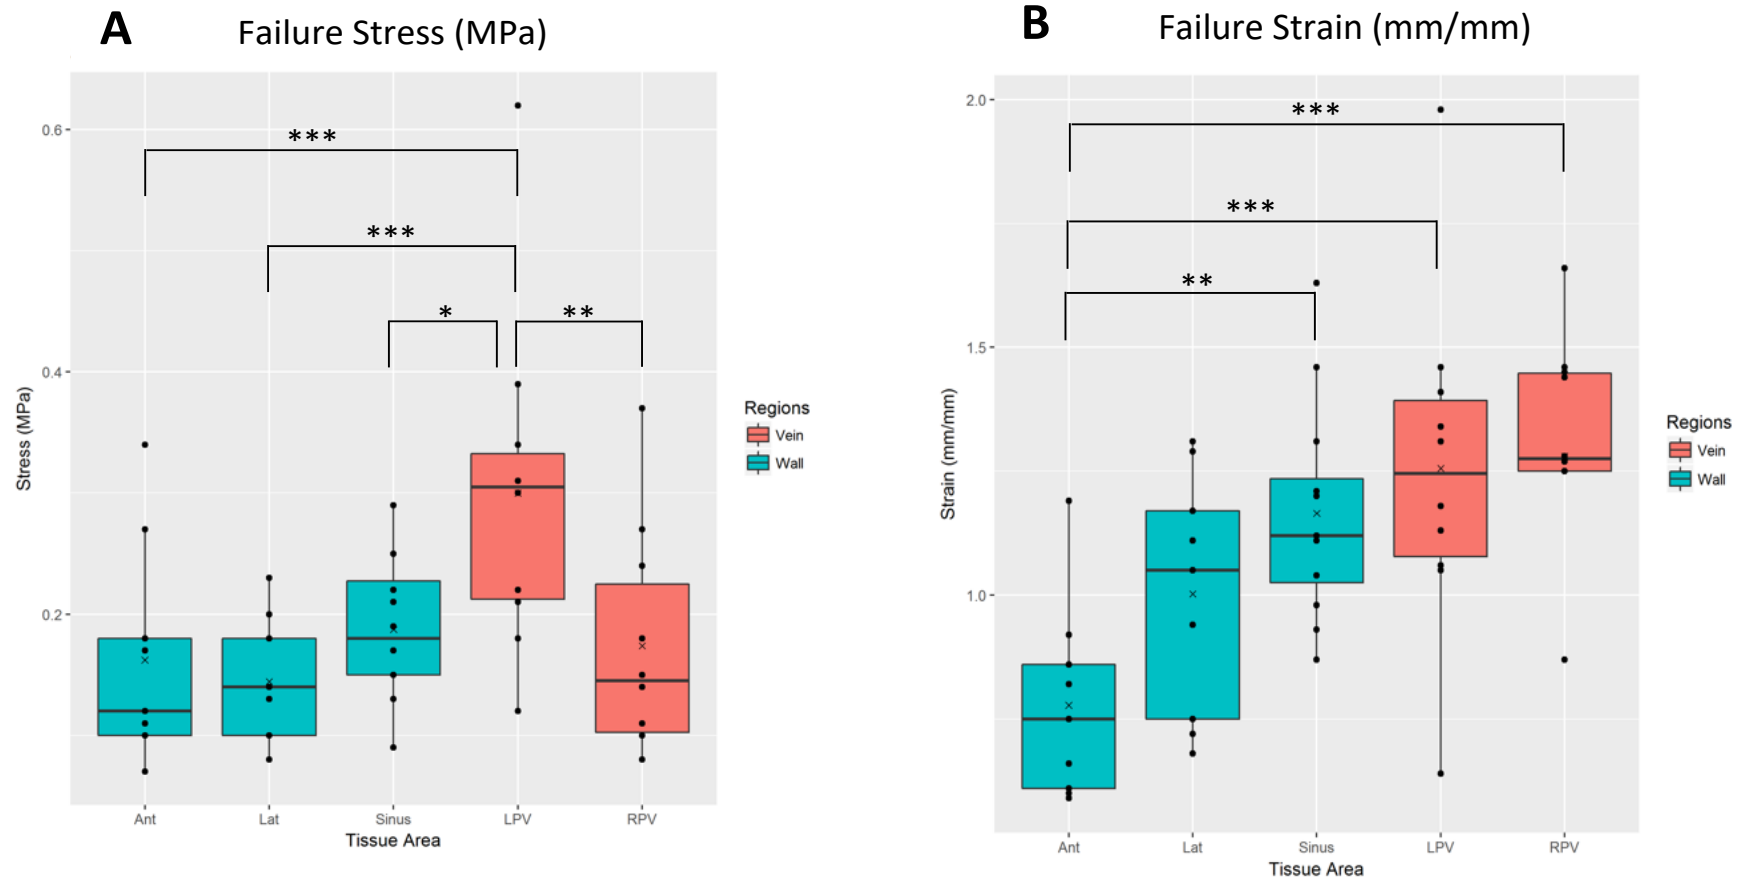 A
Failure Stress (MPa)
Stress (MPa)
0.6
0.4
0.2
***
***
*
**
Ant
Lat
Sinus
LPV
RPV
Tissue Area
Regions
Vein
Wall
B
Failure Strain (mm/mm)
Strain (mm/mm)
2.0
1.5
1.0
***
***
**
Ant
Lat
Sinus
LPV
RPV
Tissue Area
Regions
Vein
Wall